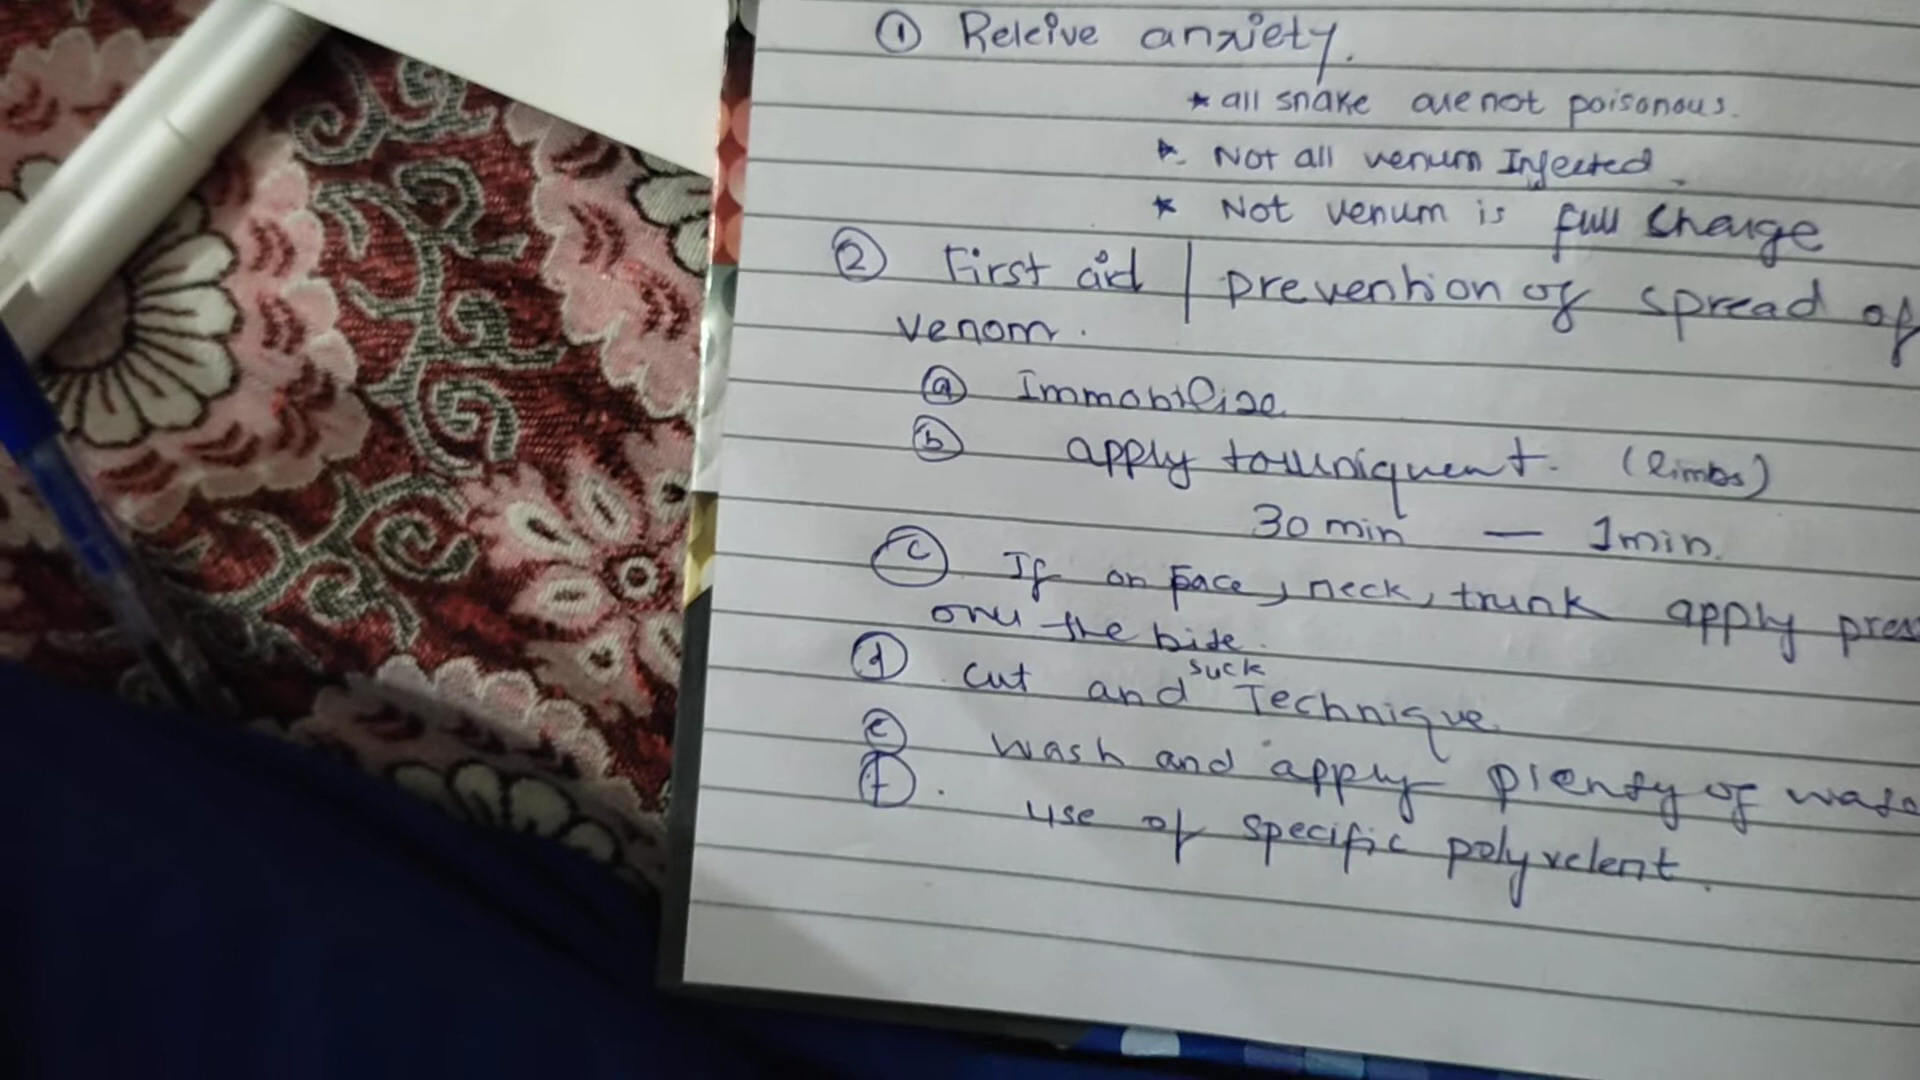 ① Releive anxiety.
* all snake are not poisonous.
* Not all venum Injected.
* Not venum is full charge
② First aid | prevention of spread of
venom.
ⓐ Immobilize
ⓑ apply tourniquent. (limbs)
30 min — 1min.
ⓒ If on face, neck, trunk apply
over the bite.
ⓓ cut and suck Technique.
ⓔ wash and apply plenty of
ⓕ. use of specific polyvelent.